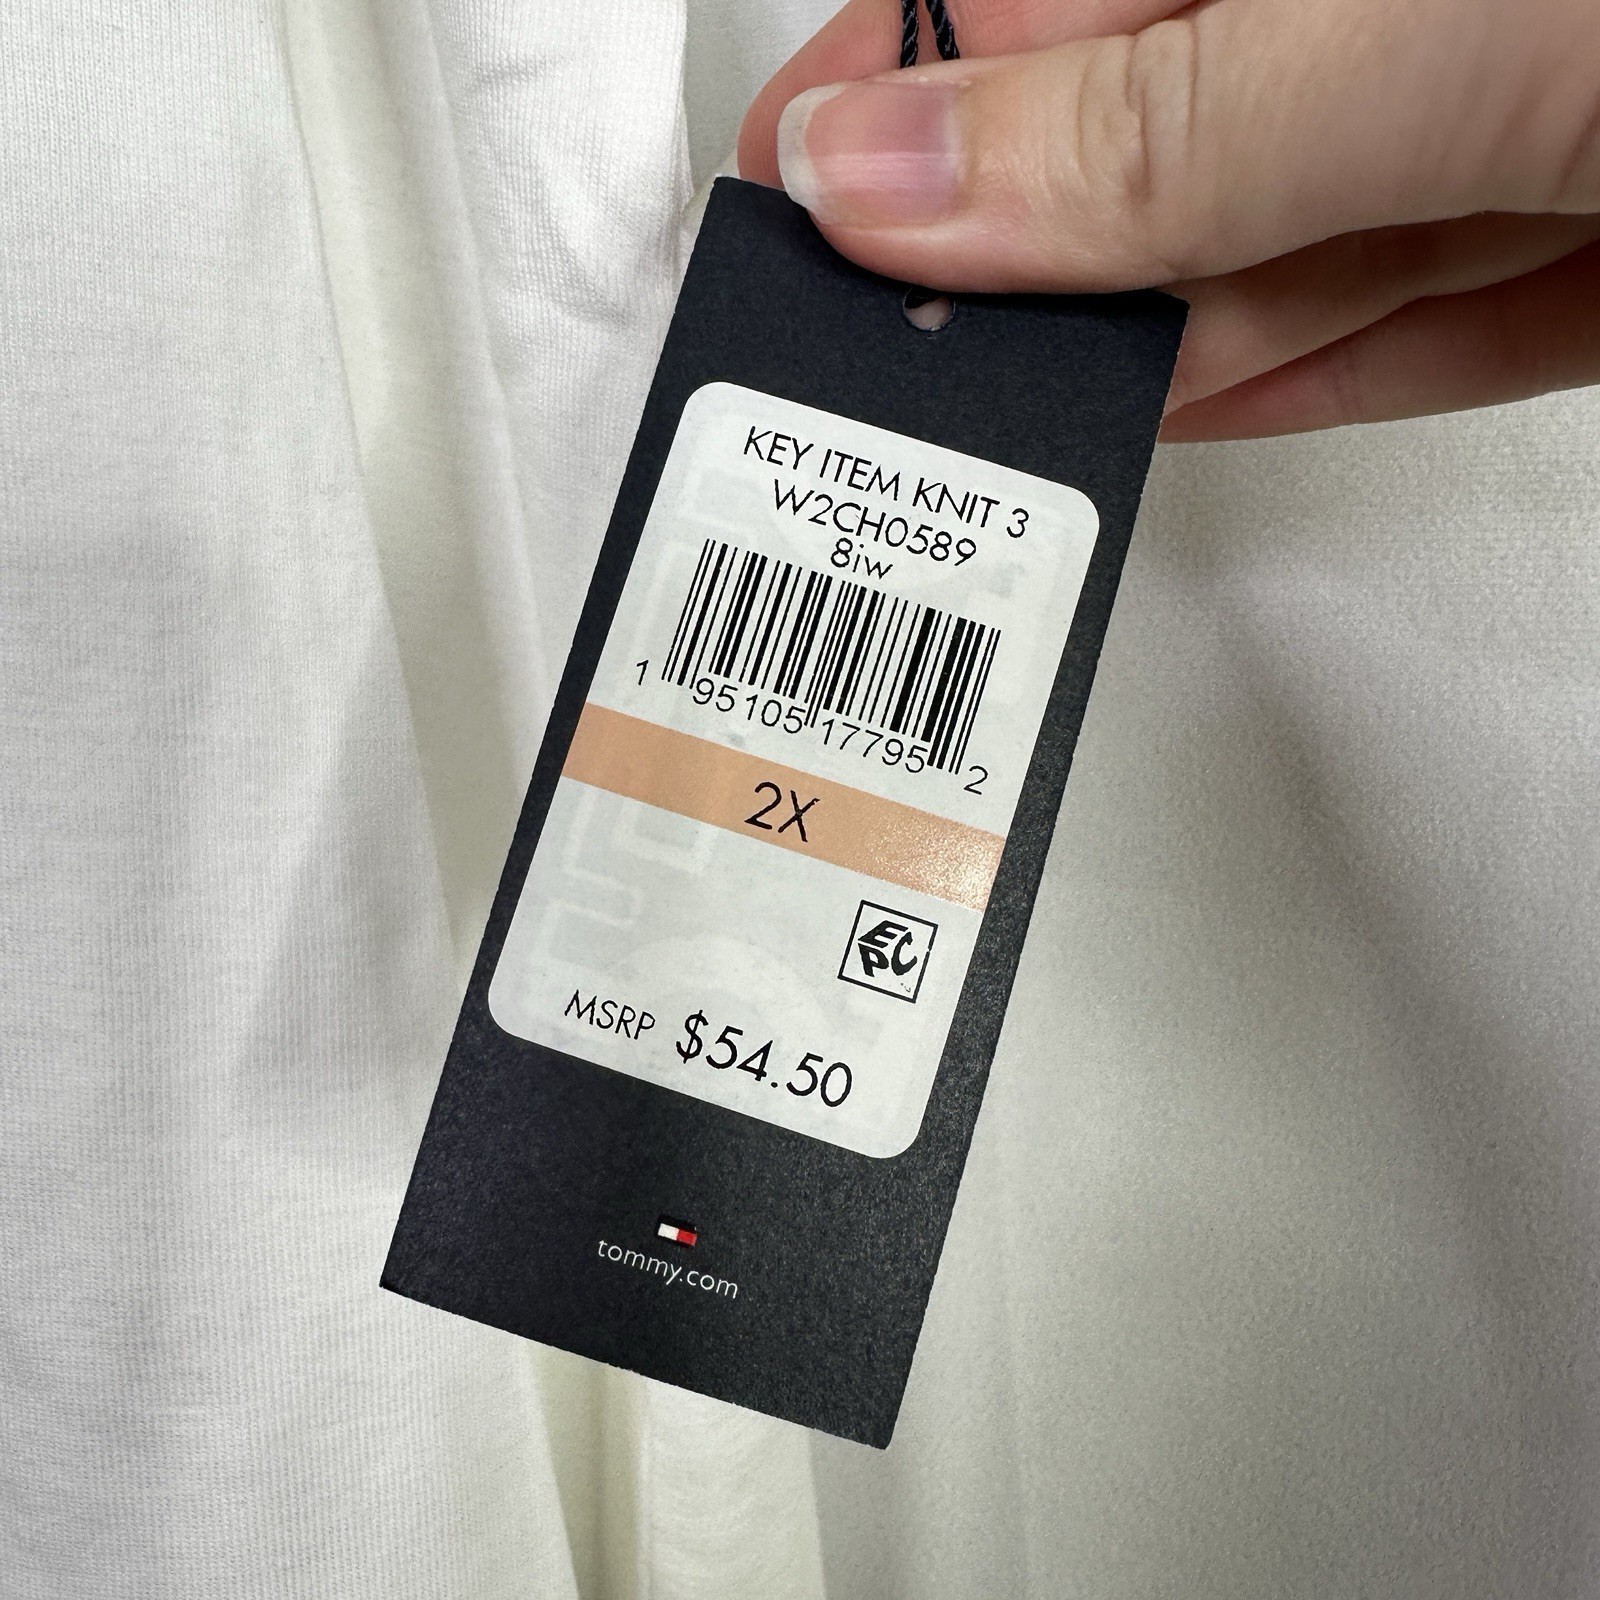 KEY ITEM KNIT 3
W2CH0589
8iw
1 95105 17795 2
2X
EPC
MSRP $54.50
tommy.com